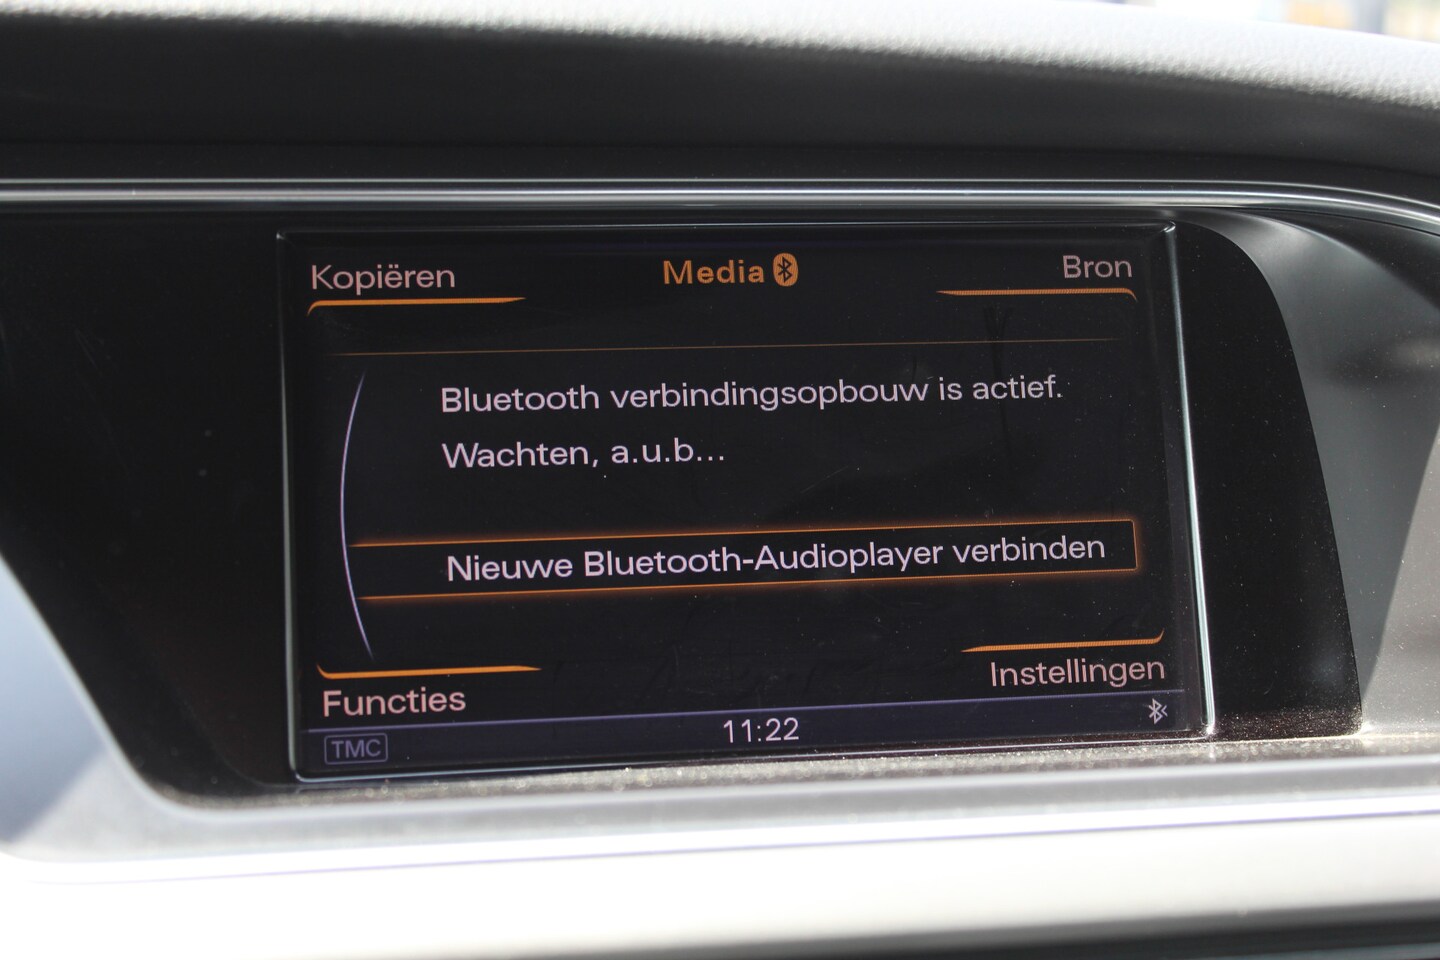 Kopiëren
Media
Bron
Bluetooth verbindingsopbouw is actief.
Wachten, a.u.b...
Nieuwe Bluetooth-Audioplayer verbinden
Functies
Instellingen
TMC
11:22